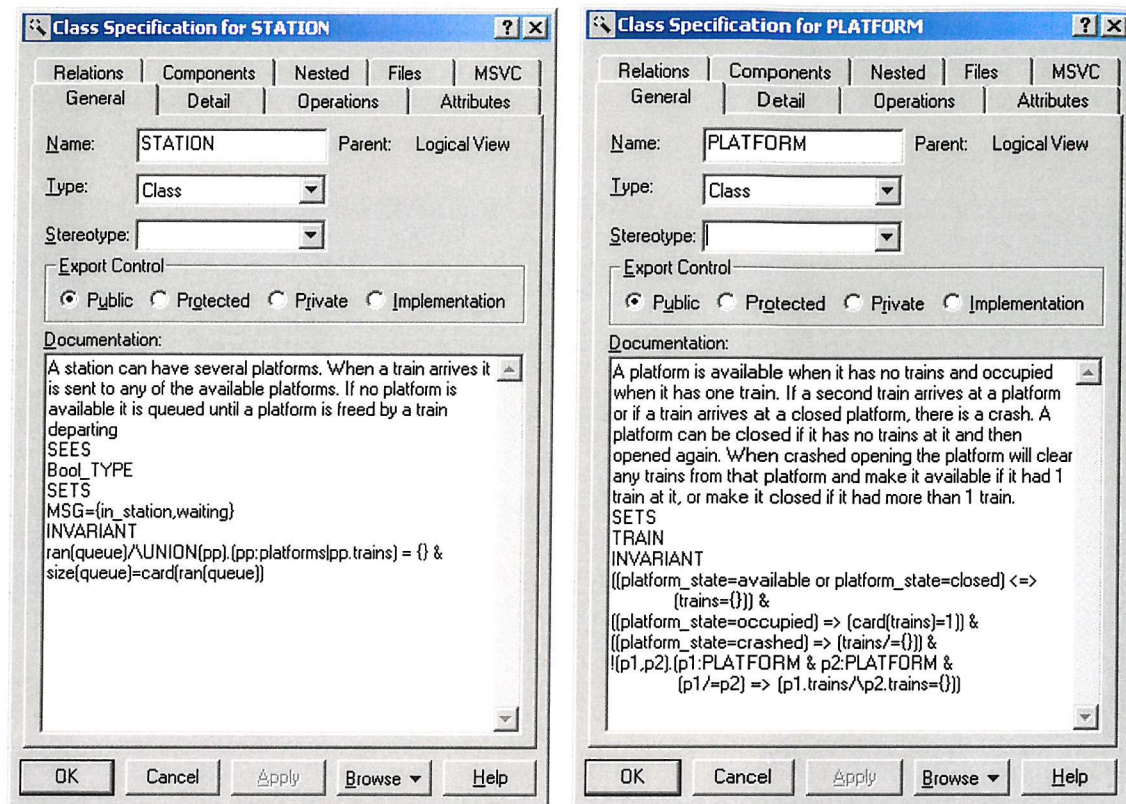 Class Specification for STATION
Relations Components Nested Files MSVC
General Detail Operations Attributes
Name: STATION Parent: Logical View
Type: Class
Stereotype:
Export Control
Public Protected Private Implementation
Documentation:
A station can have several platforms. When a train arrives it
is sent to any of the available platforms. If no platform is
available it is queued until a platform is freed by a train
departing
SEES
Bool_TYPE
SETS
MSG={in_station,waiting}
INVARIANT
ran(queue)/\UNION(pp).(pp:platforms|pp.trains) = {} &
size(queue)=card(ran(queue))
OK Cancel Apply Browse Help
Class Specification for PLATFORM
Relations Components Nested Files MSVC
General Detail Operations Attributes
Name: PLATFORM Parent: Logical View
Type: Class
Stereotype:
Export Control
Public Protected Private Implementation
Documentation:
A platform is available when it has no trains and occupied
when it has one train. If a second train arrives at a platform
or if a train arrives at a closed platform, there is a crash. A
platform can be closed if it has no trains at it and then
opened again. When crashed opening the platform will clear
any trains from that platform and make it available if it had 1
train at it, or make it closed if it had more than 1 train.
SETS
TRAIN
INVARIANT
((platform_state=available or platform_state=closed) <=>
(trains={})) &
((platform_state=occupied) => (card(trains)=1)) &
((platform_state=crashed) => (trains/={})) &
!(p1,p2).(p1:PLATFORM & p2:PLATFORM &
(p1/=p2) => (p1.trains/\p2.trains={}))
OK Cancel Apply Browse Help